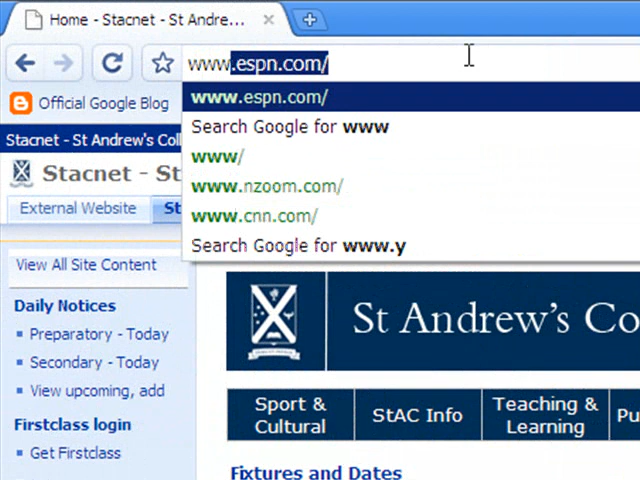 Home - Stacnet - St Andre...
www.espn.com/
Official Google Blog
www.espn.com/
Search Google for www
www/
www.nzoom.com/
www.cnn.com/
Search Google for www.y
Stacnet - St Andrew's Coll
Stacnet - St
External Website
St
View All Site Content
Daily Notices
Preparatory - Today
Secondary - Today
View upcoming, add
Firstclass login
Get Firstclass
St Andrew's Co
Sport & Cultural
StAC Info
Teaching & Learning
Pu
Fixtures and Dates